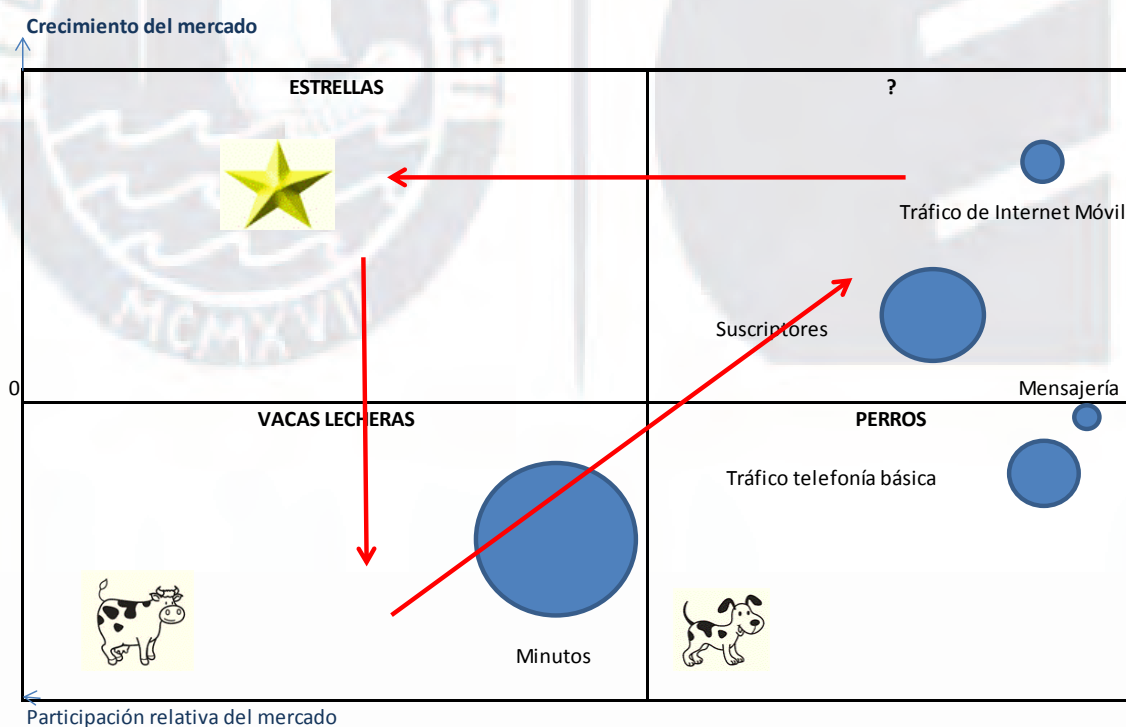 Crecimiento del mercado
ESTRELLAS
?
Tráfico de Internet Móvil
Suscriptores
0
Mensajería
VACAS LECHERAS
PERROS
Tráfico telefonía básica
Minutos
Participación relativa del mercado
MCMXVII